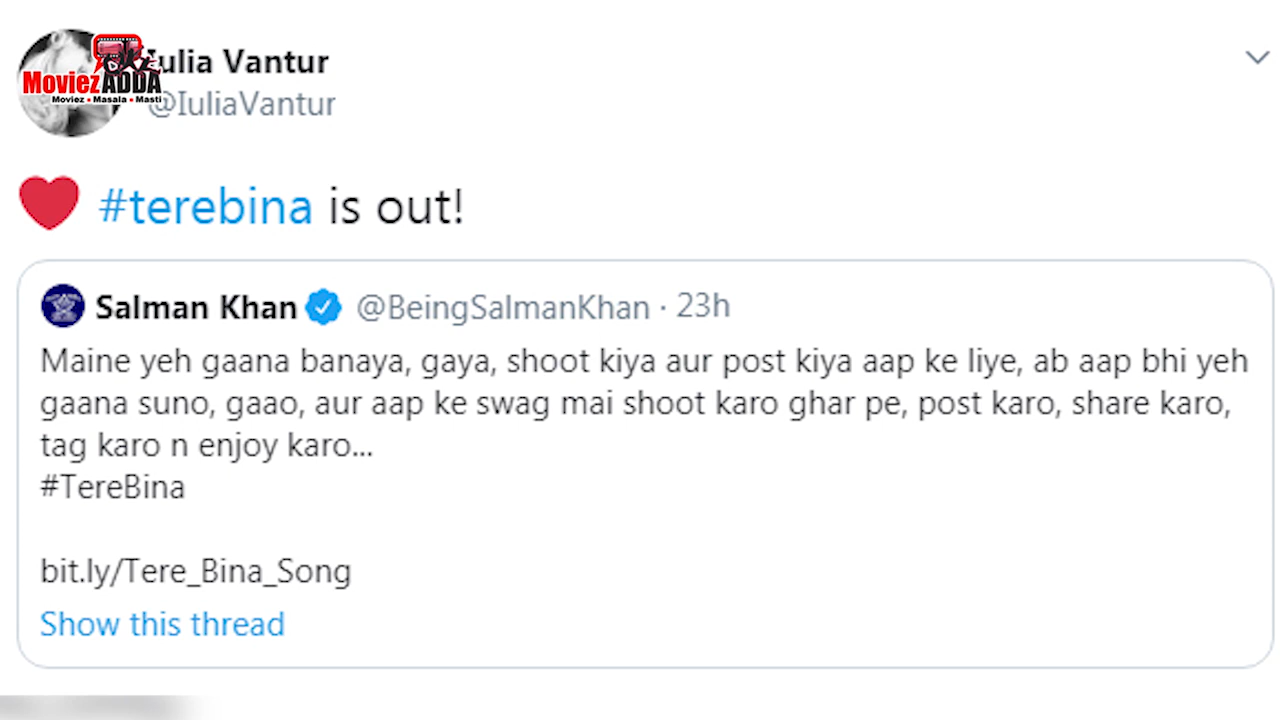 Iulia Vantur
MoviezADDA
Moviez • Masala • Masti
@IuliaVantur
❤ #terebina is out!
Salman Khan @BeingSalmanKhan · 23h
Maine yeh gaana banaya, gaya, shoot kiya aur post kiya aap ke liye, ab aap bhi yeh
gaana suno, gaao, aur aap ke swag mai shoot karo ghar pe, post karo, share karo,
tag karo n enjoy karo...
#TereBina
bit.ly/Tere_Bina_Song
Show this thread